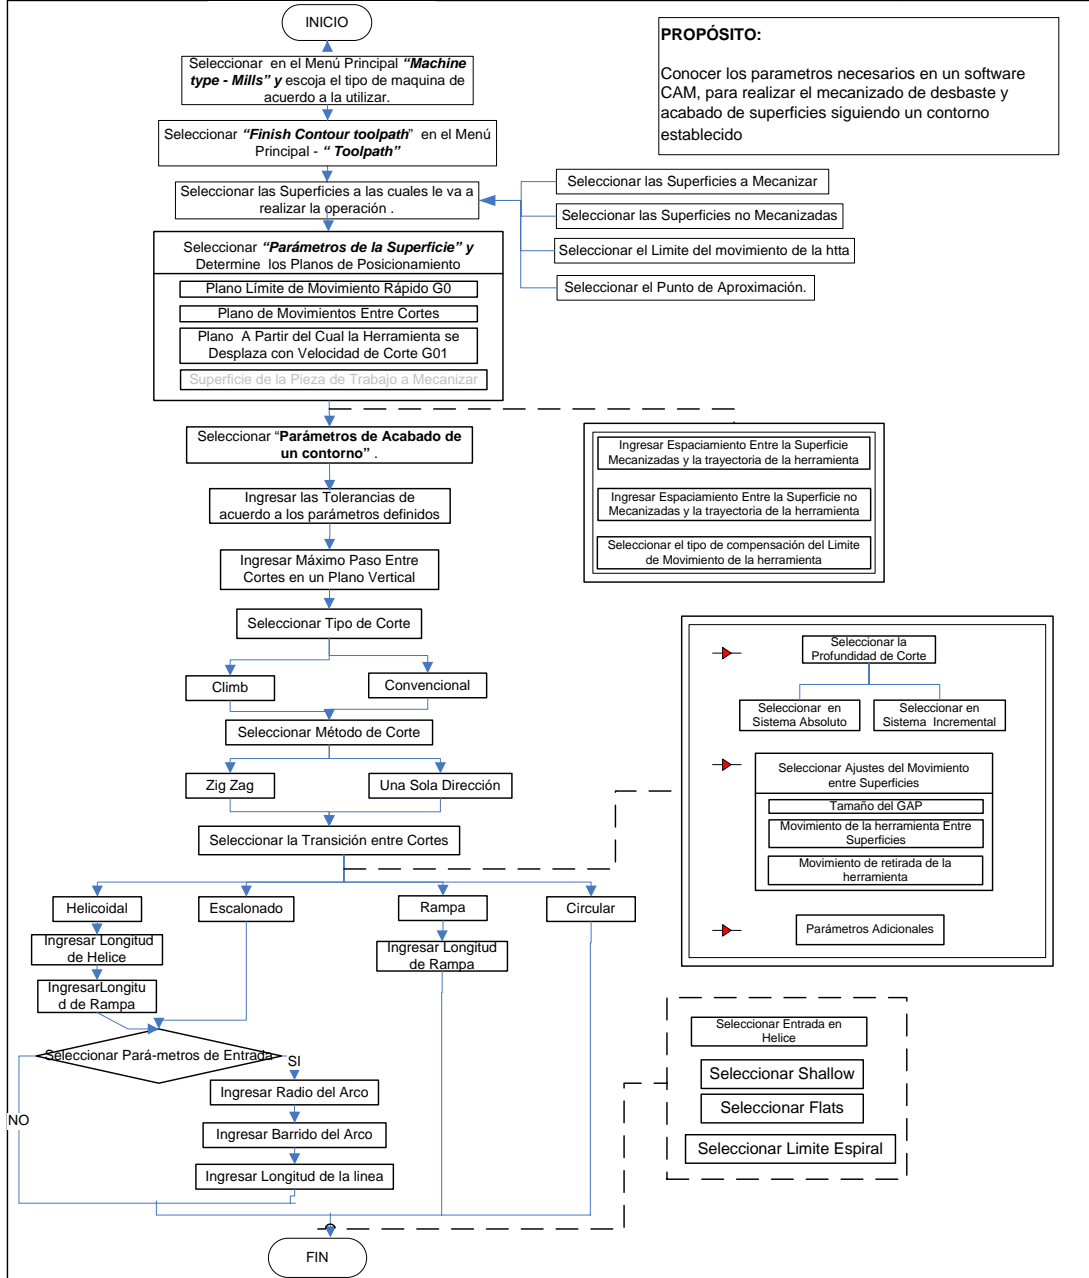 INICIO
PROPÓSITO:
Conocer los parametros necesarios en un software
CAM, para realizar el mecanizado de desbaste y
acabado de superficies siguiendo un contorno
establecido
Seleccionar en el Menú Principal “Machine
type - Mills” y escoja el tipo de maquina de
acuerdo a la utilizar.
Seleccionar “Finish Contour toolpath” en el Menú
Principal - “ Toolpath”
Seleccionar las Superficies a las cuales le va a
realizar la operación .
Seleccionar las Superficies a Mecanizar
Seleccionar las Superficies no Mecanizadas
Seleccionar el Limite del movimiento de la htta
Seleccionar el Punto de Aproximación.
Seleccionar “Parámetros de la Superficie” y
Determine los Planos de Posicionamiento
Plano Límite de Movimiento Rápido G0
Plano de Movimientos Entre Cortes
Plano A Partir del Cual la Herramienta se
Desplaza con Velocidad de Corte G01
Superficie de la Pieza de Trabajo a Mecanizar
Seleccionar “Parámetros de Acabado de
un contorno” .
Ingresar Espaciamiento Entre la Superficie
Mecanizadas y la trayectoria de la herramienta
Ingresar Espaciamiento Entre la Superficie no
Mecanizadas y la trayectoria de la herramienta
Seleccionar el tipo de compensación del Limite
de Movimiento de la herramienta
Ingresar las Tolerancias de
acuerdo a los parámetros definidos
Ingresar Máximo Paso Entre
Cortes en un Plano Vertical
Seleccionar Tipo de Corte
Climb
Convencional
Seleccionar Método de Corte
Zig Zag
Una Sola Dirección
Seleccionar la Transición entre Cortes
Seleccionar la
Profundidad de Corte
Seleccionar en
Sistema Absoluto
Seleccionar en
Sistema Incremental
Seleccionar Ajustes del Movimiento
entre Superficies
Tamaño del GAP
Movimiento de la herramienta Entre
Superficies
Movimiento de retirada de la
herramienta
Parámetros Adicionales
Helicoidal
Escalonado
Rampa
Circular
Ingresar Longitud
de Helice
Ingresar Longitud
de Rampa
IngresarLongitu
d de Rampa
Seleccionar Pará-metros de Entrada
SI
NO
Ingresar Radio del Arco
Ingresar Barrido del Arco
Ingresar Longitud de la linea
Seleccionar Entrada en
Helice
Seleccionar Shallow
Seleccionar Flats
Seleccionar Limite Espiral
FIN